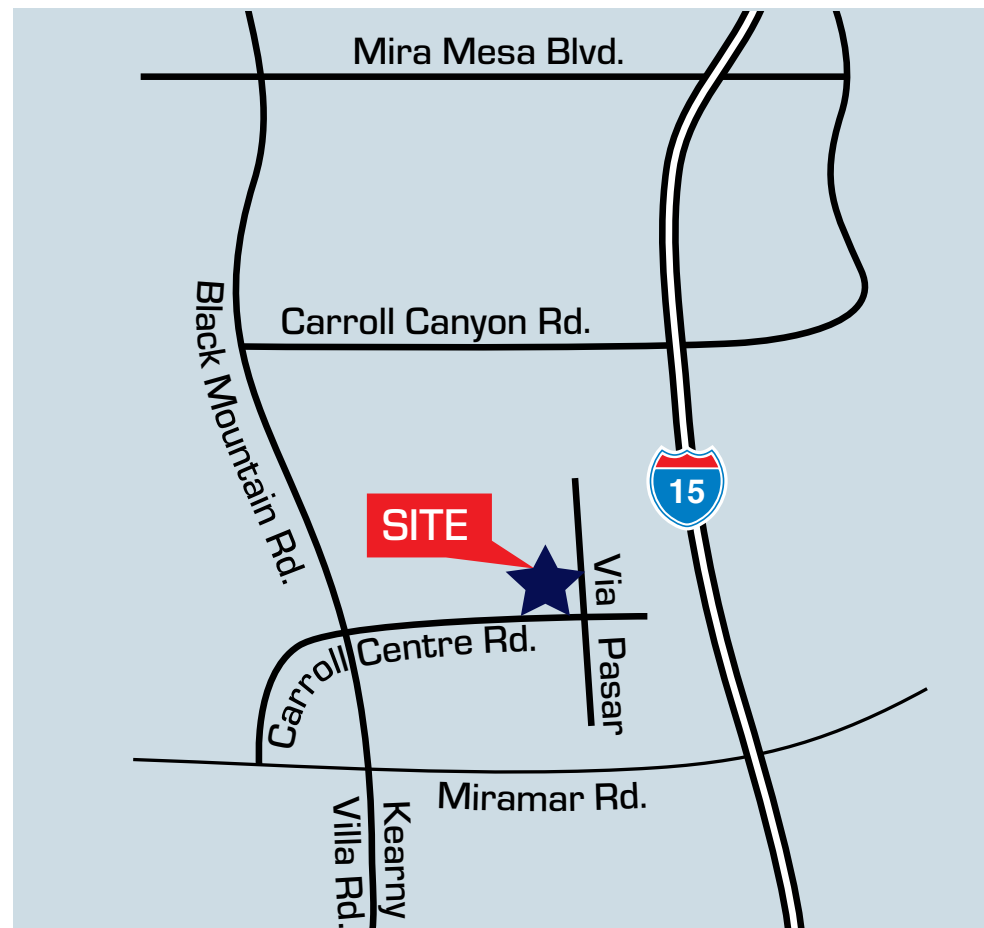 Mira Mesa Blvd.
Carroll Canyon Rd.
Black Mountain Rd.
15
SITE
Via Pasar
Carroll Centre Rd.
Miramar Rd.
Kearny
Villa Rd.